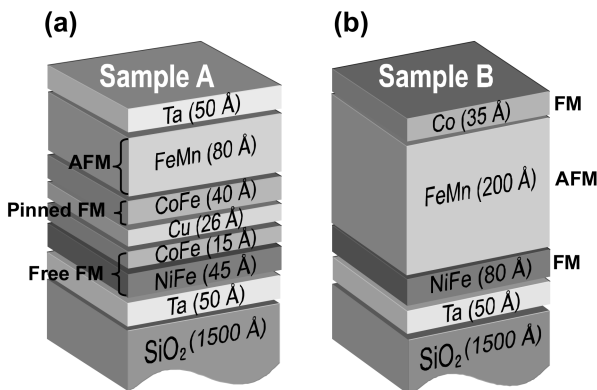 (a)
Sample A
Ta (50 Å)
AFM
FeMn (80 Å)
Pinned FM
CoFe (40 Å)
Cu (26 Å)
CoFe (15 Å)
Free FM
NiFe (45 Å)
Ta (50 Å)
SiO₂ (1500 Å)
(b)
Sample B
Co (35 Å)
FM
FeMn (200 Å)
AFM
NiFe (80 Å)
FM
Ta (50 Å)
SiO₂ (1500 Å)